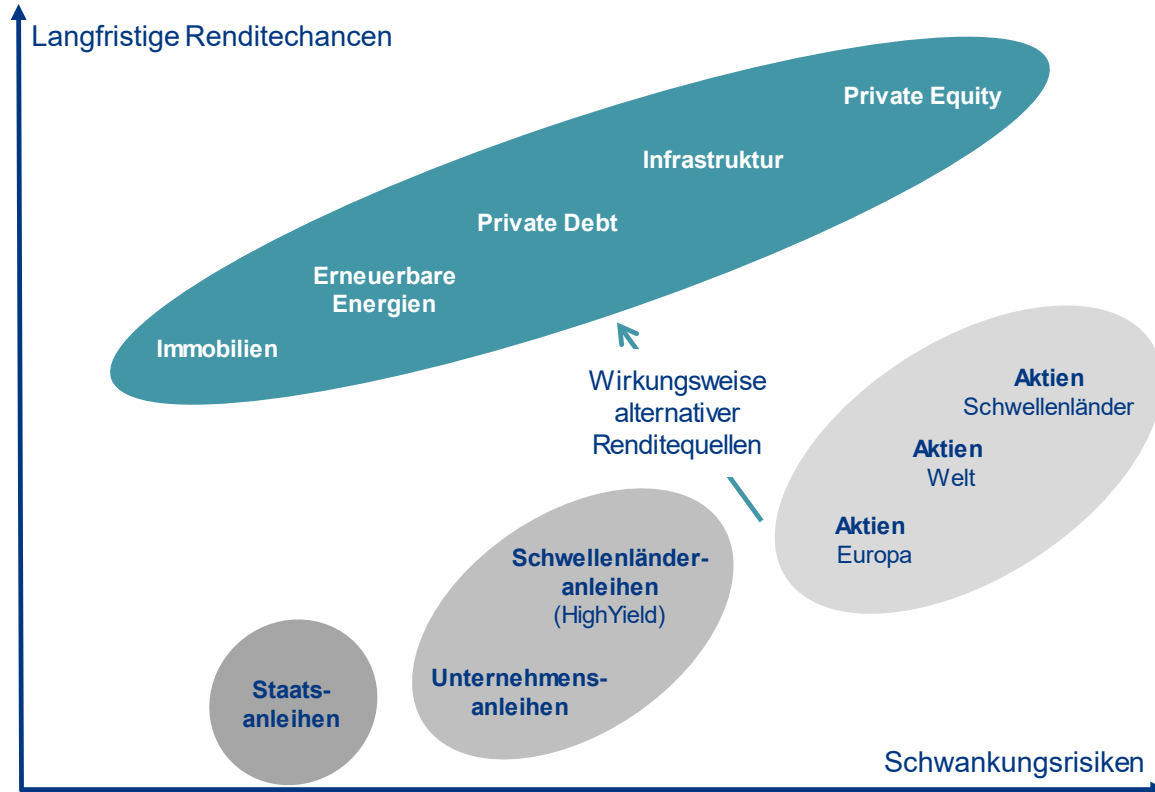 Langfristige Renditechancen
Private Equity
Infrastruktur
Private Debt
Erneuerbare
Energien
Immobilien
Wirkungsweise
alternativer
Renditequellen
Aktien
Schwellenländer
Aktien
Welt
Aktien
Europa
Schwellenländer-
anleihen
(HighYield)
Unternehmens-
anleihen
Staats-
anleihen
Schwankungsrisiken